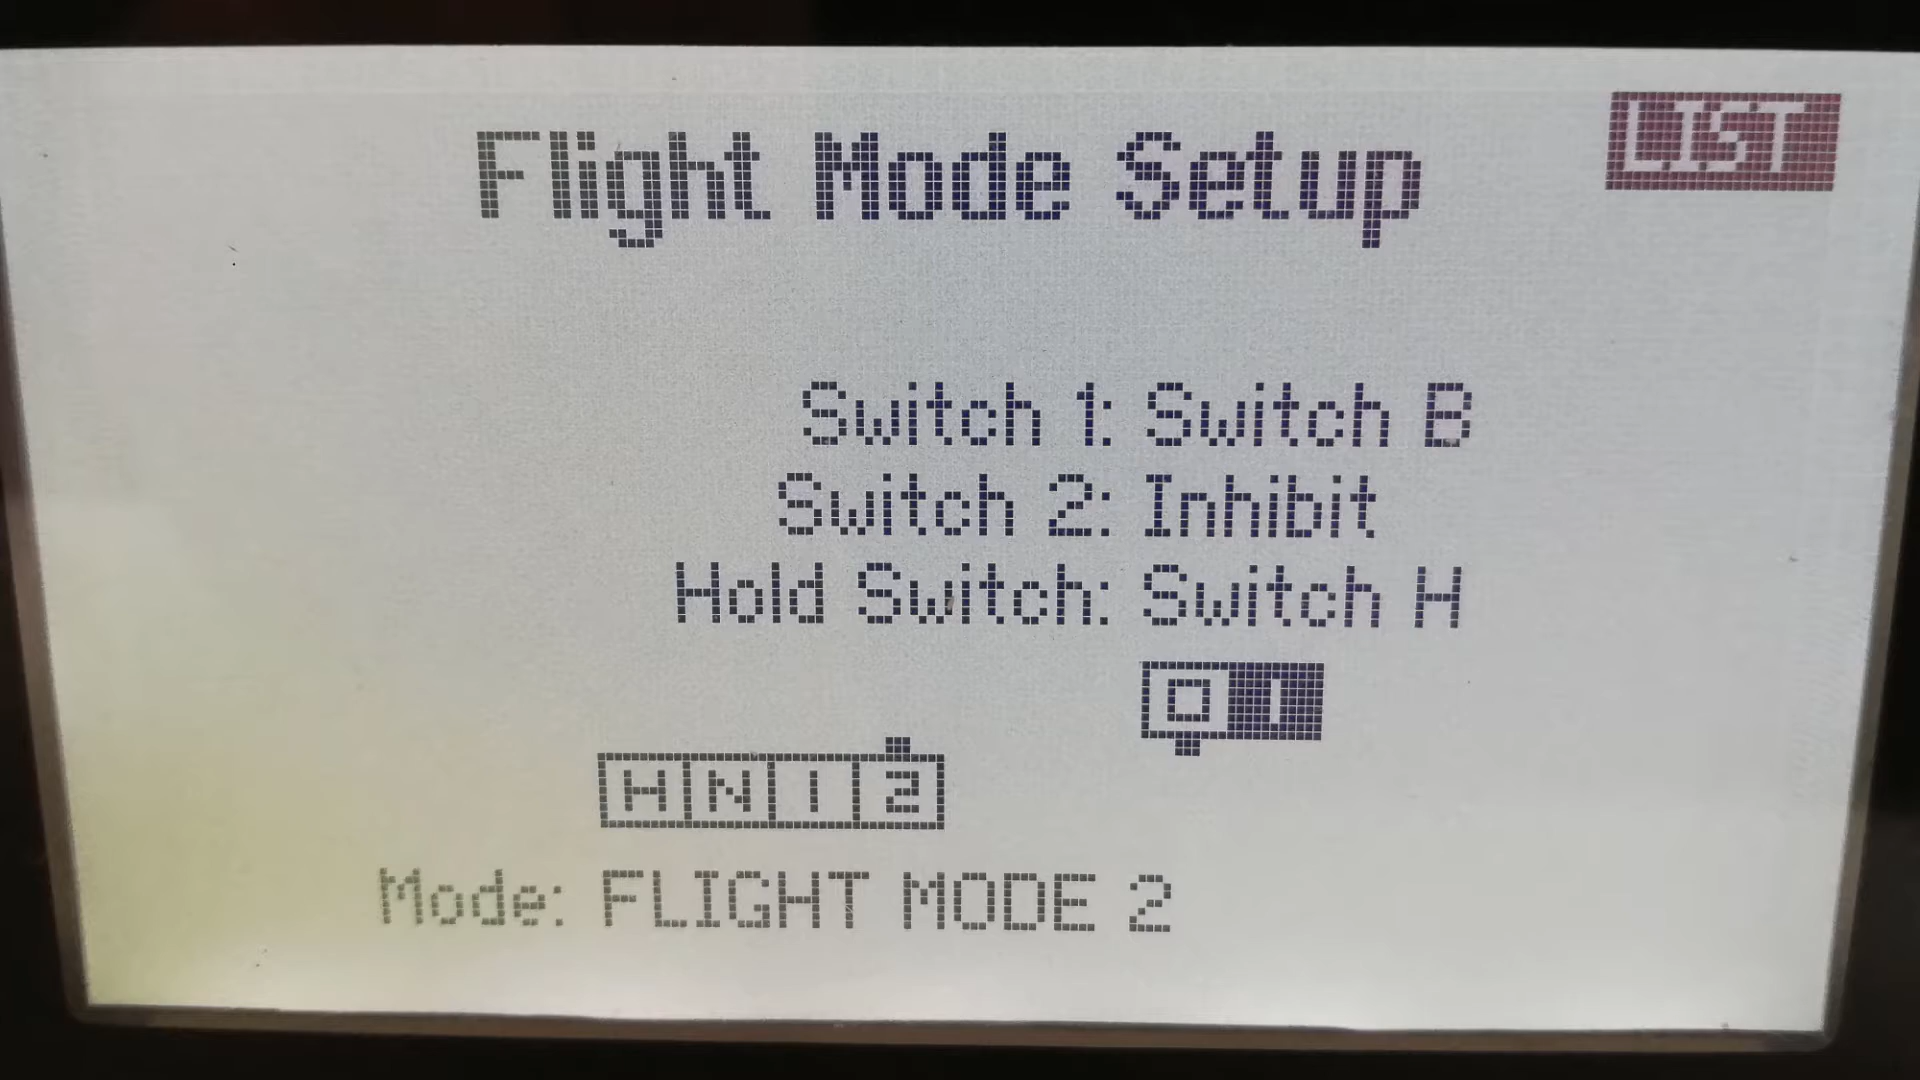 LIST
Flight Mode Setup
Switch 1: Switch B
Switch 2: Inhibit
Hold Switch: Switch H
0 1
H N 1 2
Mode: FLIGHT MODE 2